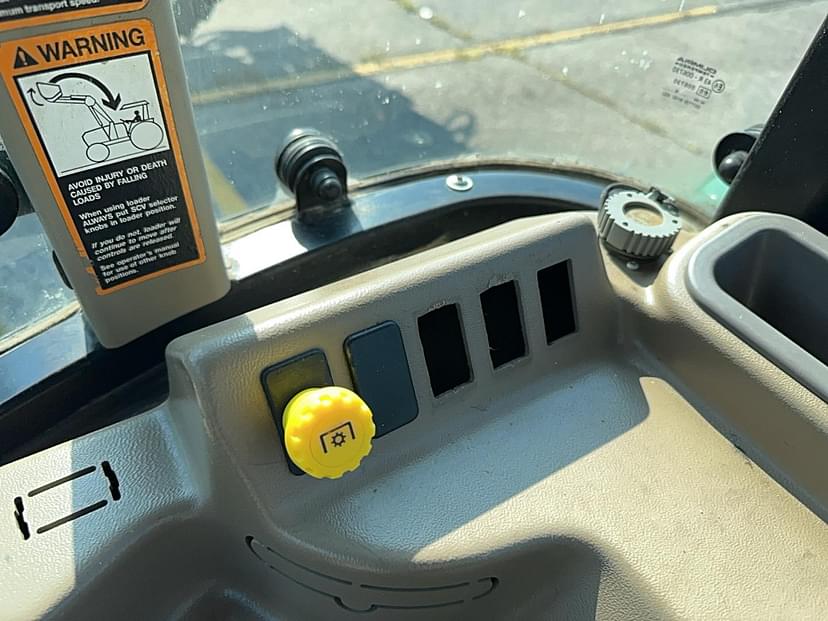 imum transport speed.
WARNING
AVOID INJURY OR DEATH
CAUSED BY FALLING
LOADS
When using loader
ALWAYS put SCV selector
knobs in loader position.
If you do not, loader will
continue to move after
controls are released.
See operator's manual
for use of other knob
positions.